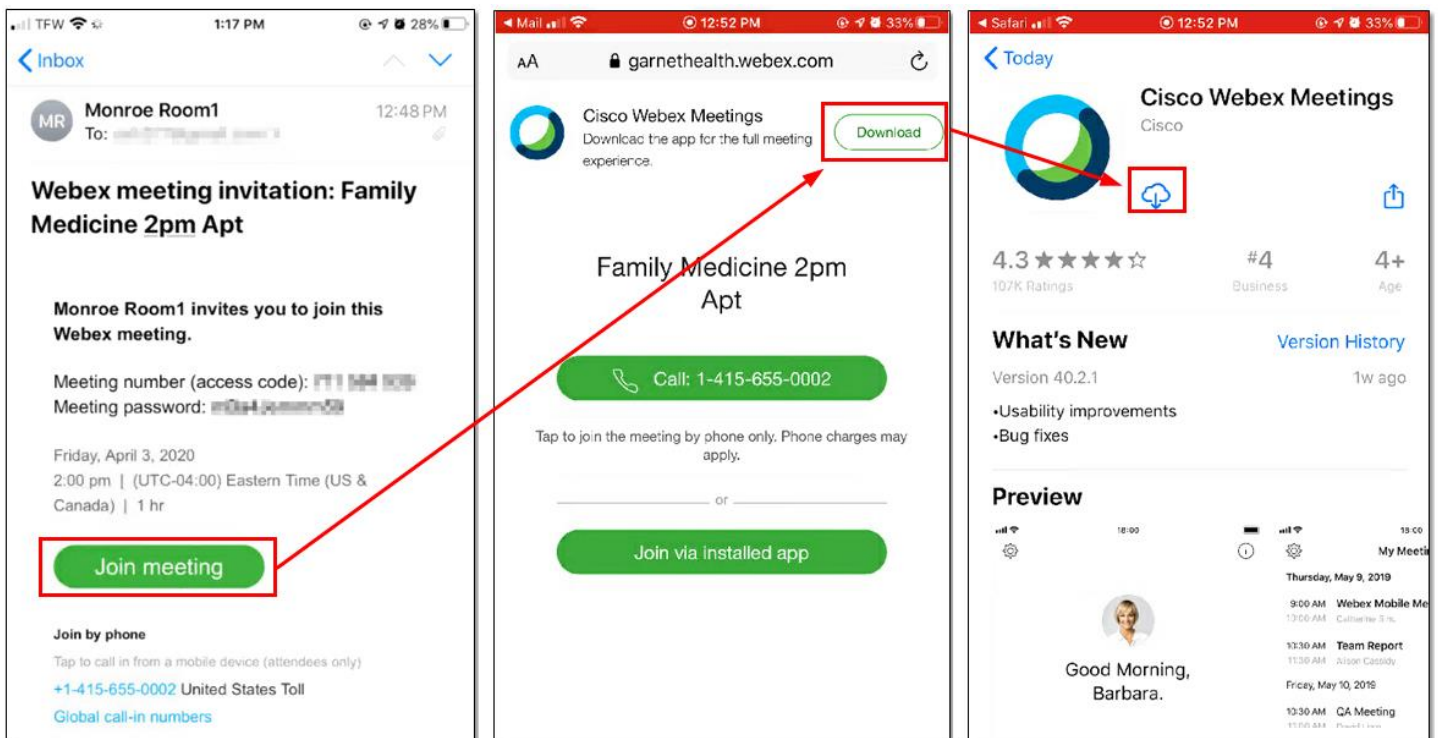 TFW 1:17 PM 28%
Inbox
MR Monroe Room1 12:48 PM
To:
Webex meeting invitation: Family
Medicine 2pm Apt
Monroe Room1 invites you to join this
Webex meeting.
Meeting number (access code):
Meeting password:
Friday, April 3, 2020
2:00 pm | (UTC-04:00) Eastern Time (US &
Canada) | 1 hr
Join meeting
Join by phone
Tap to call in from a mobile device (attendees only)
+1-415-655-0002 United States Toll
Global call-in numbers
Mail 12:52 PM 33%
AA garnethealth.webex.com
Cisco Webex Meetings
Download the app for the full meeting
experience.
Download
Family Medicine 2pm
Apt
Call: 1-415-655-0002
Tap to join the meeting by phone only. Phone charges may
apply.
or
Join via installed app
Safari 12:52 PM 33%
Today
Cisco Webex Meetings
Cisco
4.3 #4 4+
107K Ratings Business Age
What's New Version History
Version 40.2.1 1w ago
•Usability improvements
•Bug fixes
Preview
18:00
Good Morning,
Barbara.
18:00
My Meeti
Thursday, May 9, 2019
9:00 AM Webex Mobile Me
10:00 AM
10:30 AM Team Report
11:30 AM Alison Cassidy
Friday, May 10, 2019
10:30 AM QA Meeting